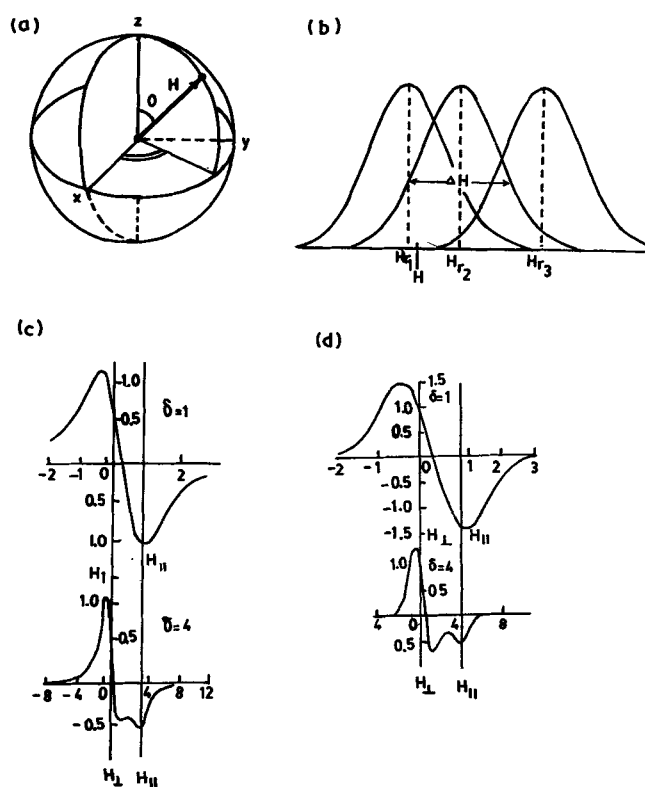 (a)
z
H
0
y
x
(b)
Δ H
Hr1 Hr2 Hr3
H
(c)
1.0
0.5
δ=1
-2 -1 0 2
0.5
1.0
H||
H⊥
1.0
0.5
δ=4
-8 -4 0 4 8 12
-0.5
H⊥ H||
(d)
1.5
δ=1
1.0
0.5
-2 -1 0 1 2 3
-0.5
-1.0
-1.5
H⊥ H||
1.0
δ=4
0.5
4 0 4 8
0.5
H⊥ H||